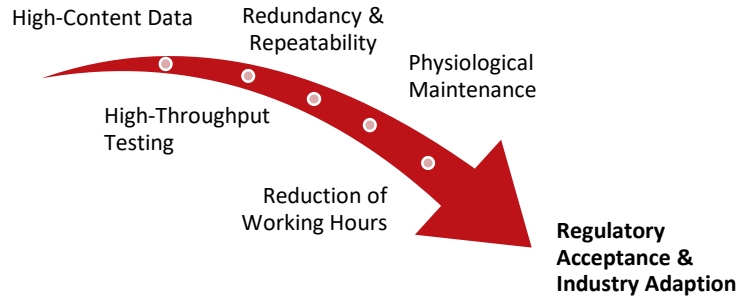 High-Content Data
Redundancy &
Repeatability
Physiological
Maintenance
High-Throughput
Testing
Reduction of
Working Hours
Regulatory
Acceptance &
Industry Adaption